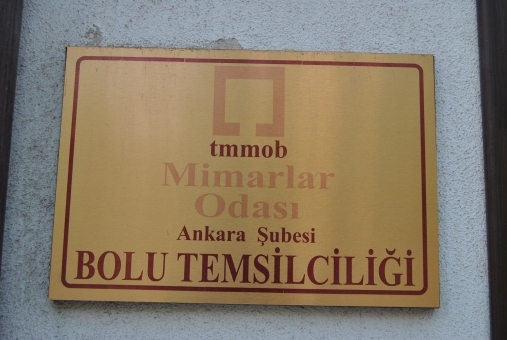 tmmob
Mimarlar
Odası
Ankara Şubesi
BOLU TEMSİLCİLİĞİ